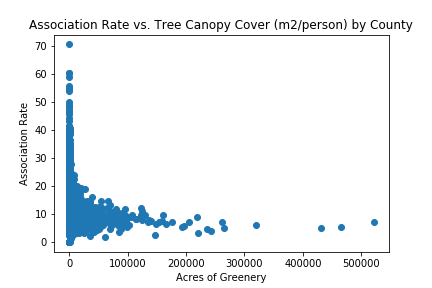 Association Rate vs. Tree Canopy Cover (m2/person) by County
70
60
50
40
30
20
10
0
Association Rate
0 100000 200000 300000 400000 500000
Acres of Greenery